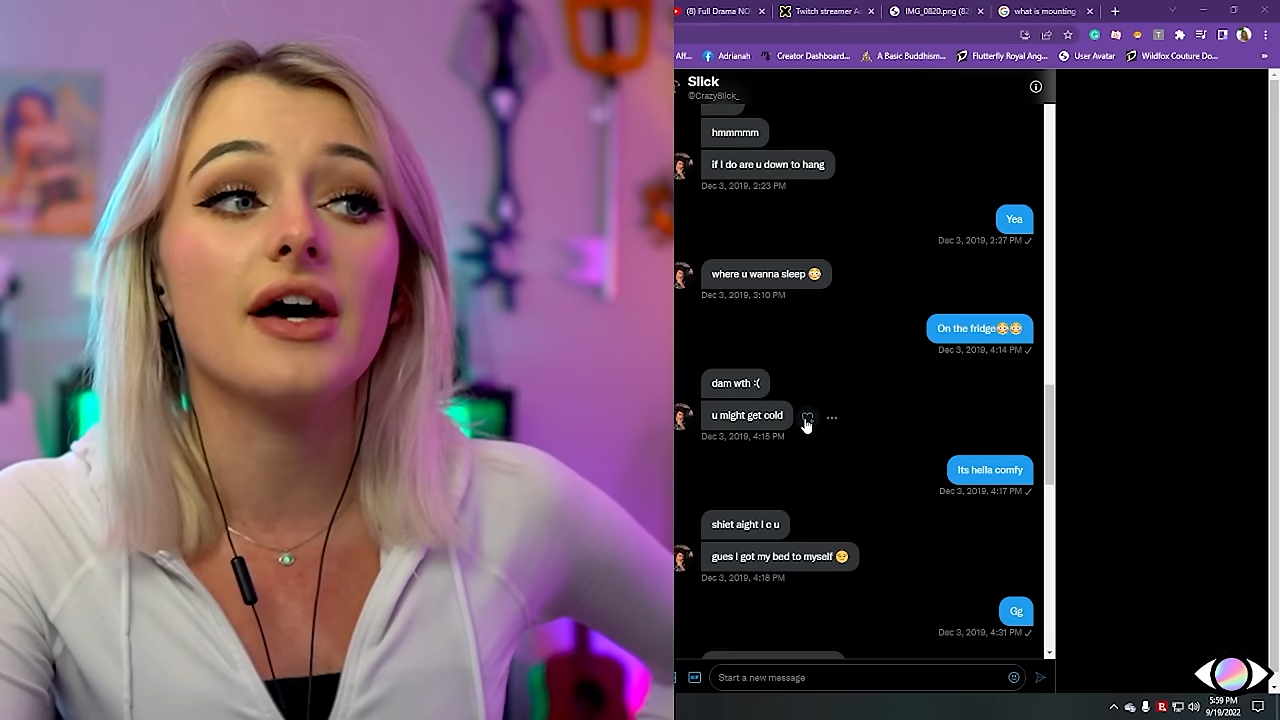 (8) Full Drama NO
Twitch streamer A
IMG_0820.png (82
what is mounting
Aff...
Adrianah
Creator Dashboard...
A Basic Buddhism...
Flutterfly Royal Ang...
User Avatar
Wildfox Couture Do...
Slick
@CrazySlick_
hmmmmm
if I do are u down to hang
Dec 3, 2019, 2:23 PM
Yea
Dec 3, 2019, 2:27 PM ✓
where u wanna sleep 😳
Dec 3, 2019, 3:10 PM
On the fridge😳😳
Dec 3, 2019, 4:14 PM ✓
dam wth :(
u might get cold
Dec 3, 2019, 4:15 PM
Its hella comfy
Dec 3, 2019, 4:17 PM ✓
shiet aight I c u
gues I got my bed to myself 😏
Dec 3, 2019, 4:18 PM
Gg
Dec 3, 2019, 4:31 PM ✓
GIF
Start a new message
5:59 PM
9/19/2022